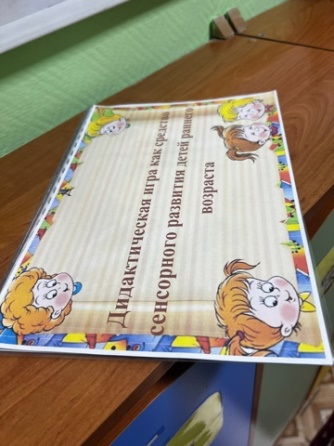 Дидактическая игра как средство
сенсорного развития детей раннего
возраста